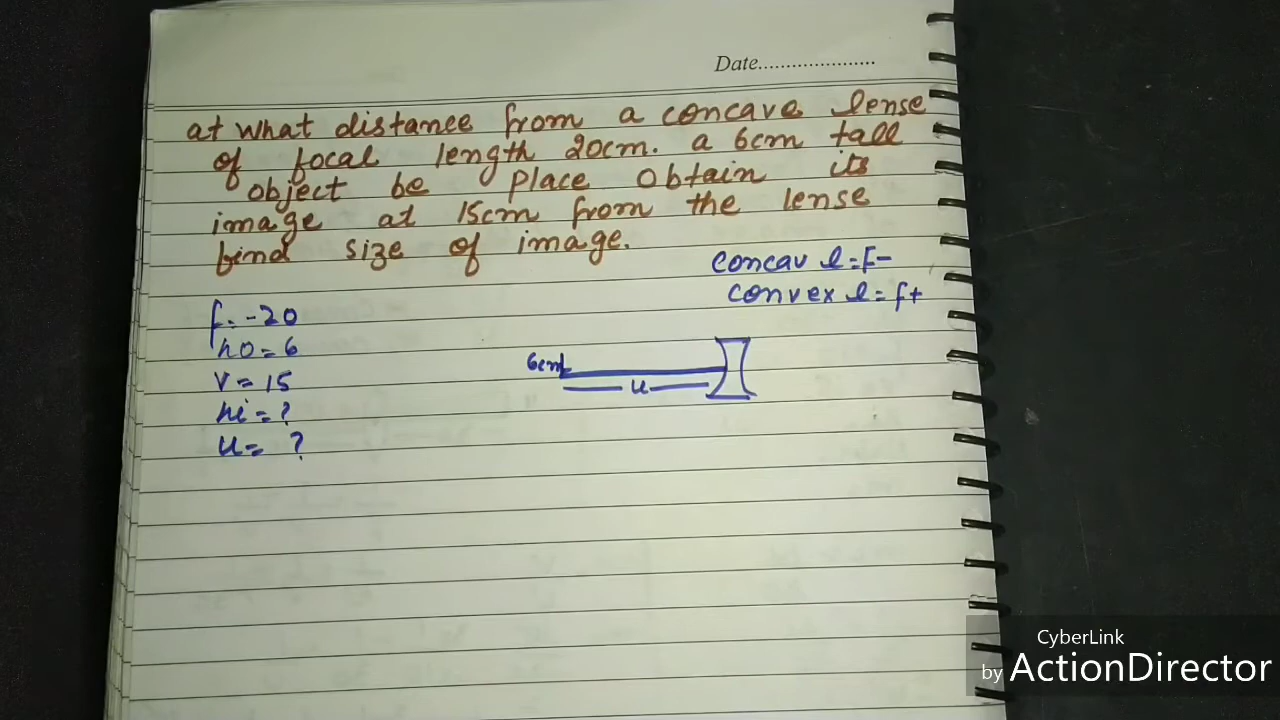 Date.....................
at what distance from a concave lense
of focal length 20cm. a 6cm tall
object be place obtain its
image at 15cm from the lense
find size of image.
concav l=F-
convex l=f+
f=-20
ho=6
v=15
hi=?
u=?
6cm
u
CyberLink
by ActionDirector